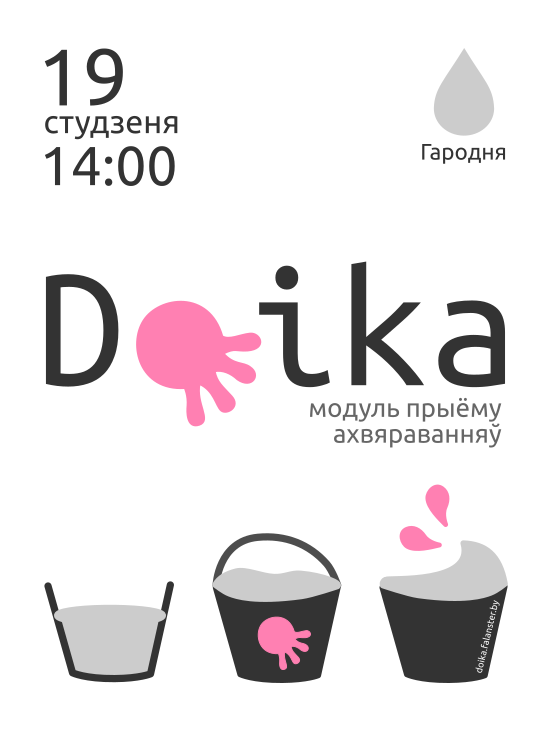 19
студзеня
14:00
Гародня
Doika
модуль прыёму
ахвяраванняў
doika.falanster.by